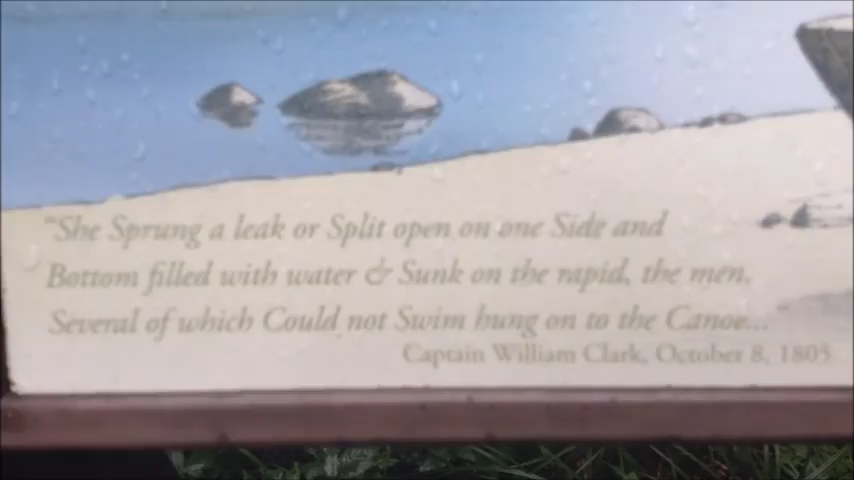 "She Sprung a leak or Split open on one Side and
Bottom filled with water & Sunk on the rapid, the men,
Several of which Could not Swim hung on to the Canoe..."
Captain William Clark, October 8, 1805